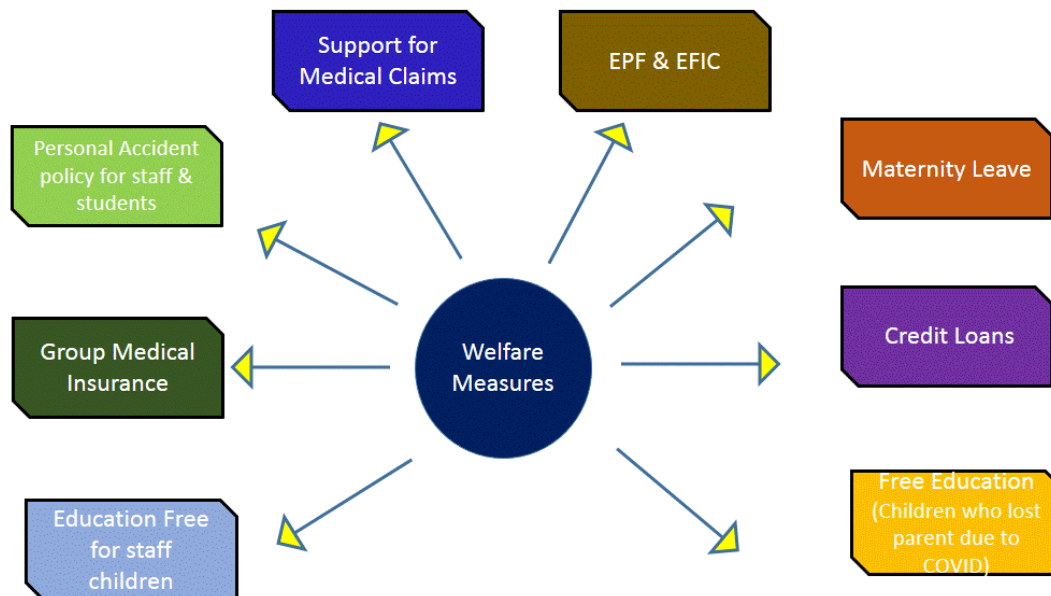 Support for
Medical Claims
EPF & EFIC
Personal Accident
policy for staff &
students
Maternity Leave
Group Medical
Insurance
Welfare
Measures
Credit Loans
Education Free
for staff
children
Free Education
(Children who lost
parent due to
COVID)